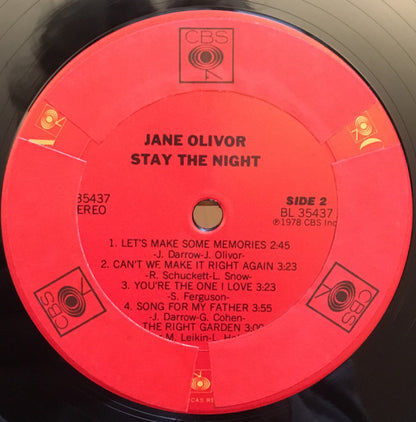 CBS
JANE OLIVOR
STAY THE NIGHT
35437
EREO
SIDE 2
BL 35437
℗1978 CBS Inc
1. LET'S MAKE SOME MEMORIES 2:45
-J. Darrow-J. Olivor-
2. CAN'T WE MAKE IT RIGHT AGAIN 3:23
-R. Schuckett-L. Snow-
3. YOU'RE THE ONE I LOVE 3:23
-S. Ferguson-
4. SONG FOR MY FATHER 3:55
-J. Darrow-G. Cohen-
THE RIGHT GARDEN 3:00
M. Leikin-L.
CBS
CBS